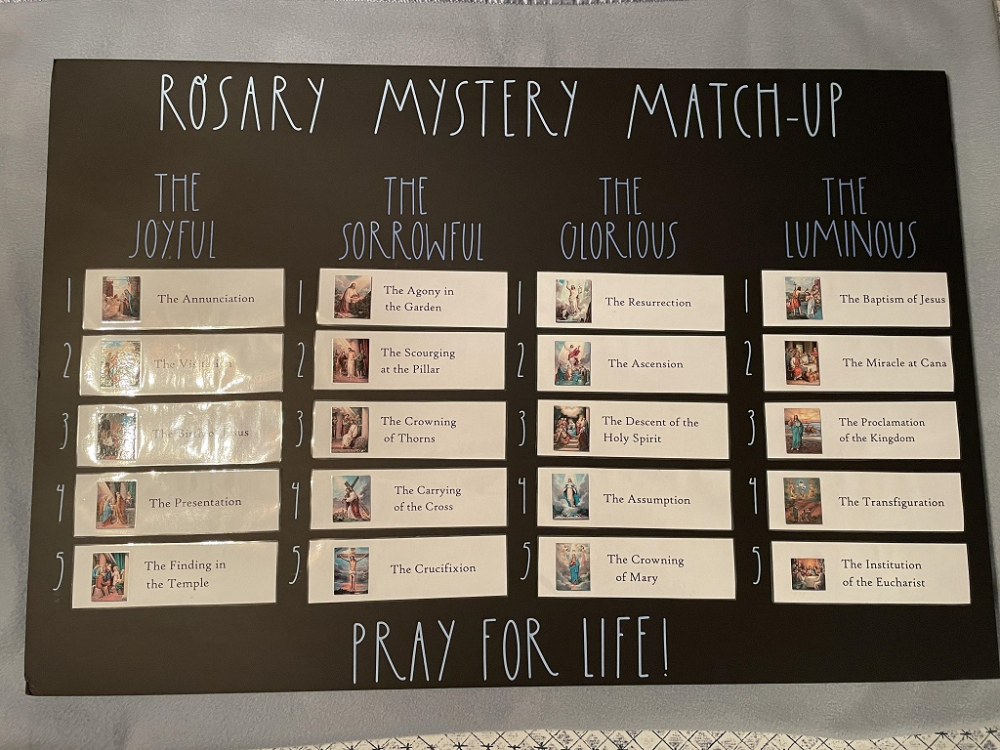 ROSARY MYSTERY MATCH-UP
THE
JOYFUL
1
The Annunciation
2
The Visitation
3
The Birth of Jesus
4
The Presentation
5
The Finding in
the Temple
THE
SORROWFUL
1
The Agony in
the Garden
2
The Scourging
at the Pillar
3
The Crowning
of Thorns
4
The Carrying
of the Cross
5
The Crucifixion
THE
GLORIOUS
1
The Resurrection
2
The Ascension
3
The Descent of the
Holy Spirit
4
The Assumption
5
The Crowning
of Mary
THE
LUMINOUS
1
The Baptism of Jesus
2
The Miracle at Cana
3
The Proclamation
of the Kingdom
4
The Transfiguration
5
The Institution
of the Eucharist
PRAY FOR LIFE!